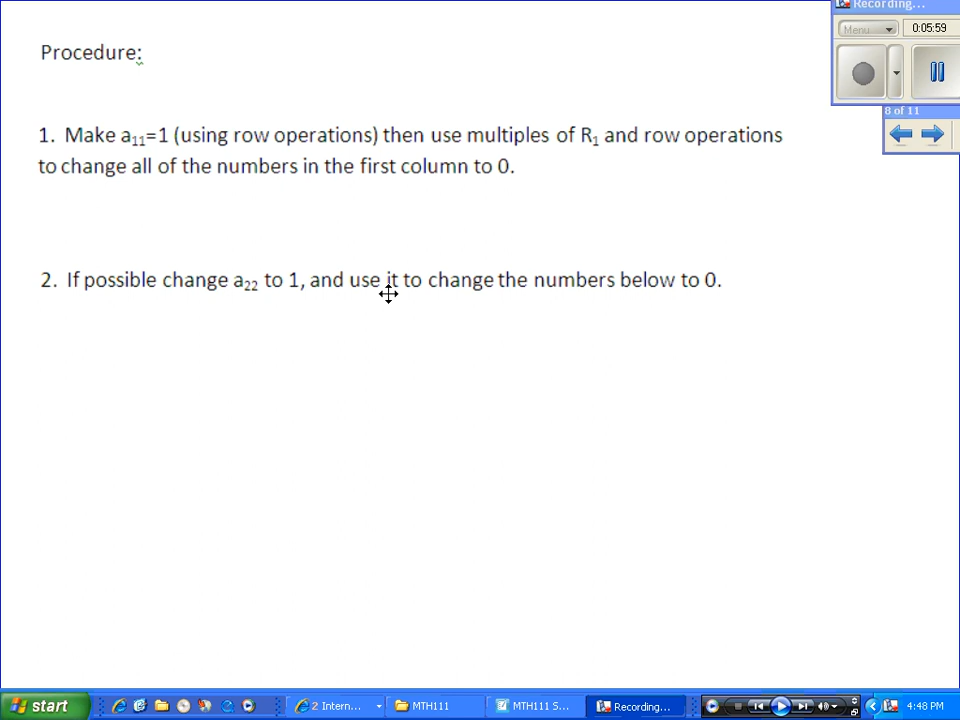 Recording...
Menu
0:05:59
8 of 11
Procedure:
1. Make a₁₁=1 (using row operations) then use multiples of R₁ and row operations
to change all of the numbers in the first column to 0.
2. If possible change a₂₂ to 1, and use it to change the numbers below to 0.
start
2 Intern...
MTH111
MTH111 S...
Recording...
4:48 PM